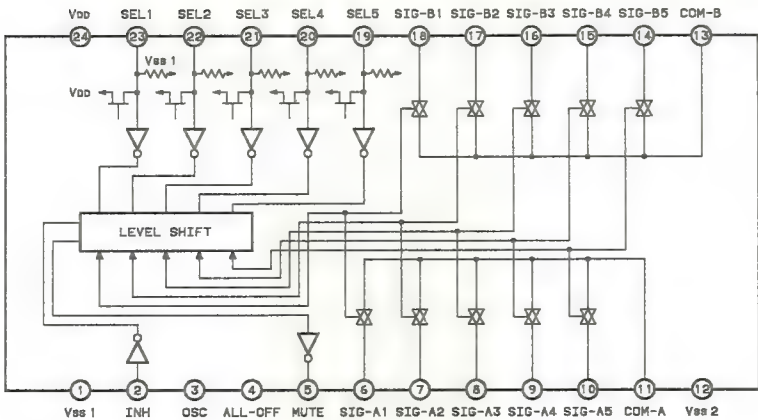 VDD SEL1 SEL2 SEL3 SEL4 SEL5 SIG-B1 SIG-B2 SIG-B3 SIG-B4 SIG-B5 COM-B
24 23 22 21 20 19 18 17 16 15 14 13
Vss 1
VDD
LEVEL SHIFT
1 2 3 4 5 6 7 8 9 10 11 12
Vss 1 INH OSC ALL-OFF MUTE SIG-A1 SIG-A2 SIG-A3 SIG-A4 SIG-A5 COM-A Vss 2